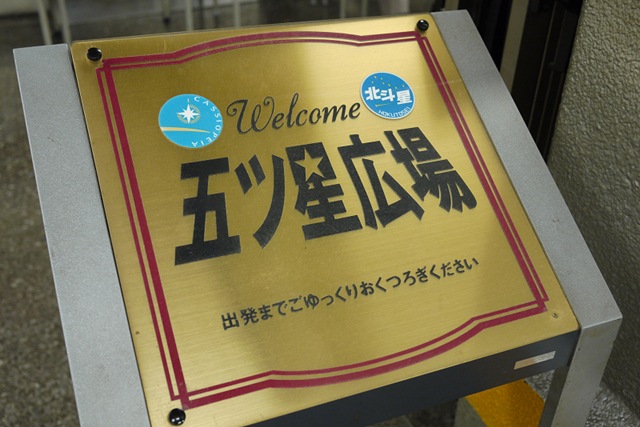 CASSIOPEIA
Welcome
北斗星
HOKUTOSEI
五ツ星広場
出発までごゆっくりおくつろぎください